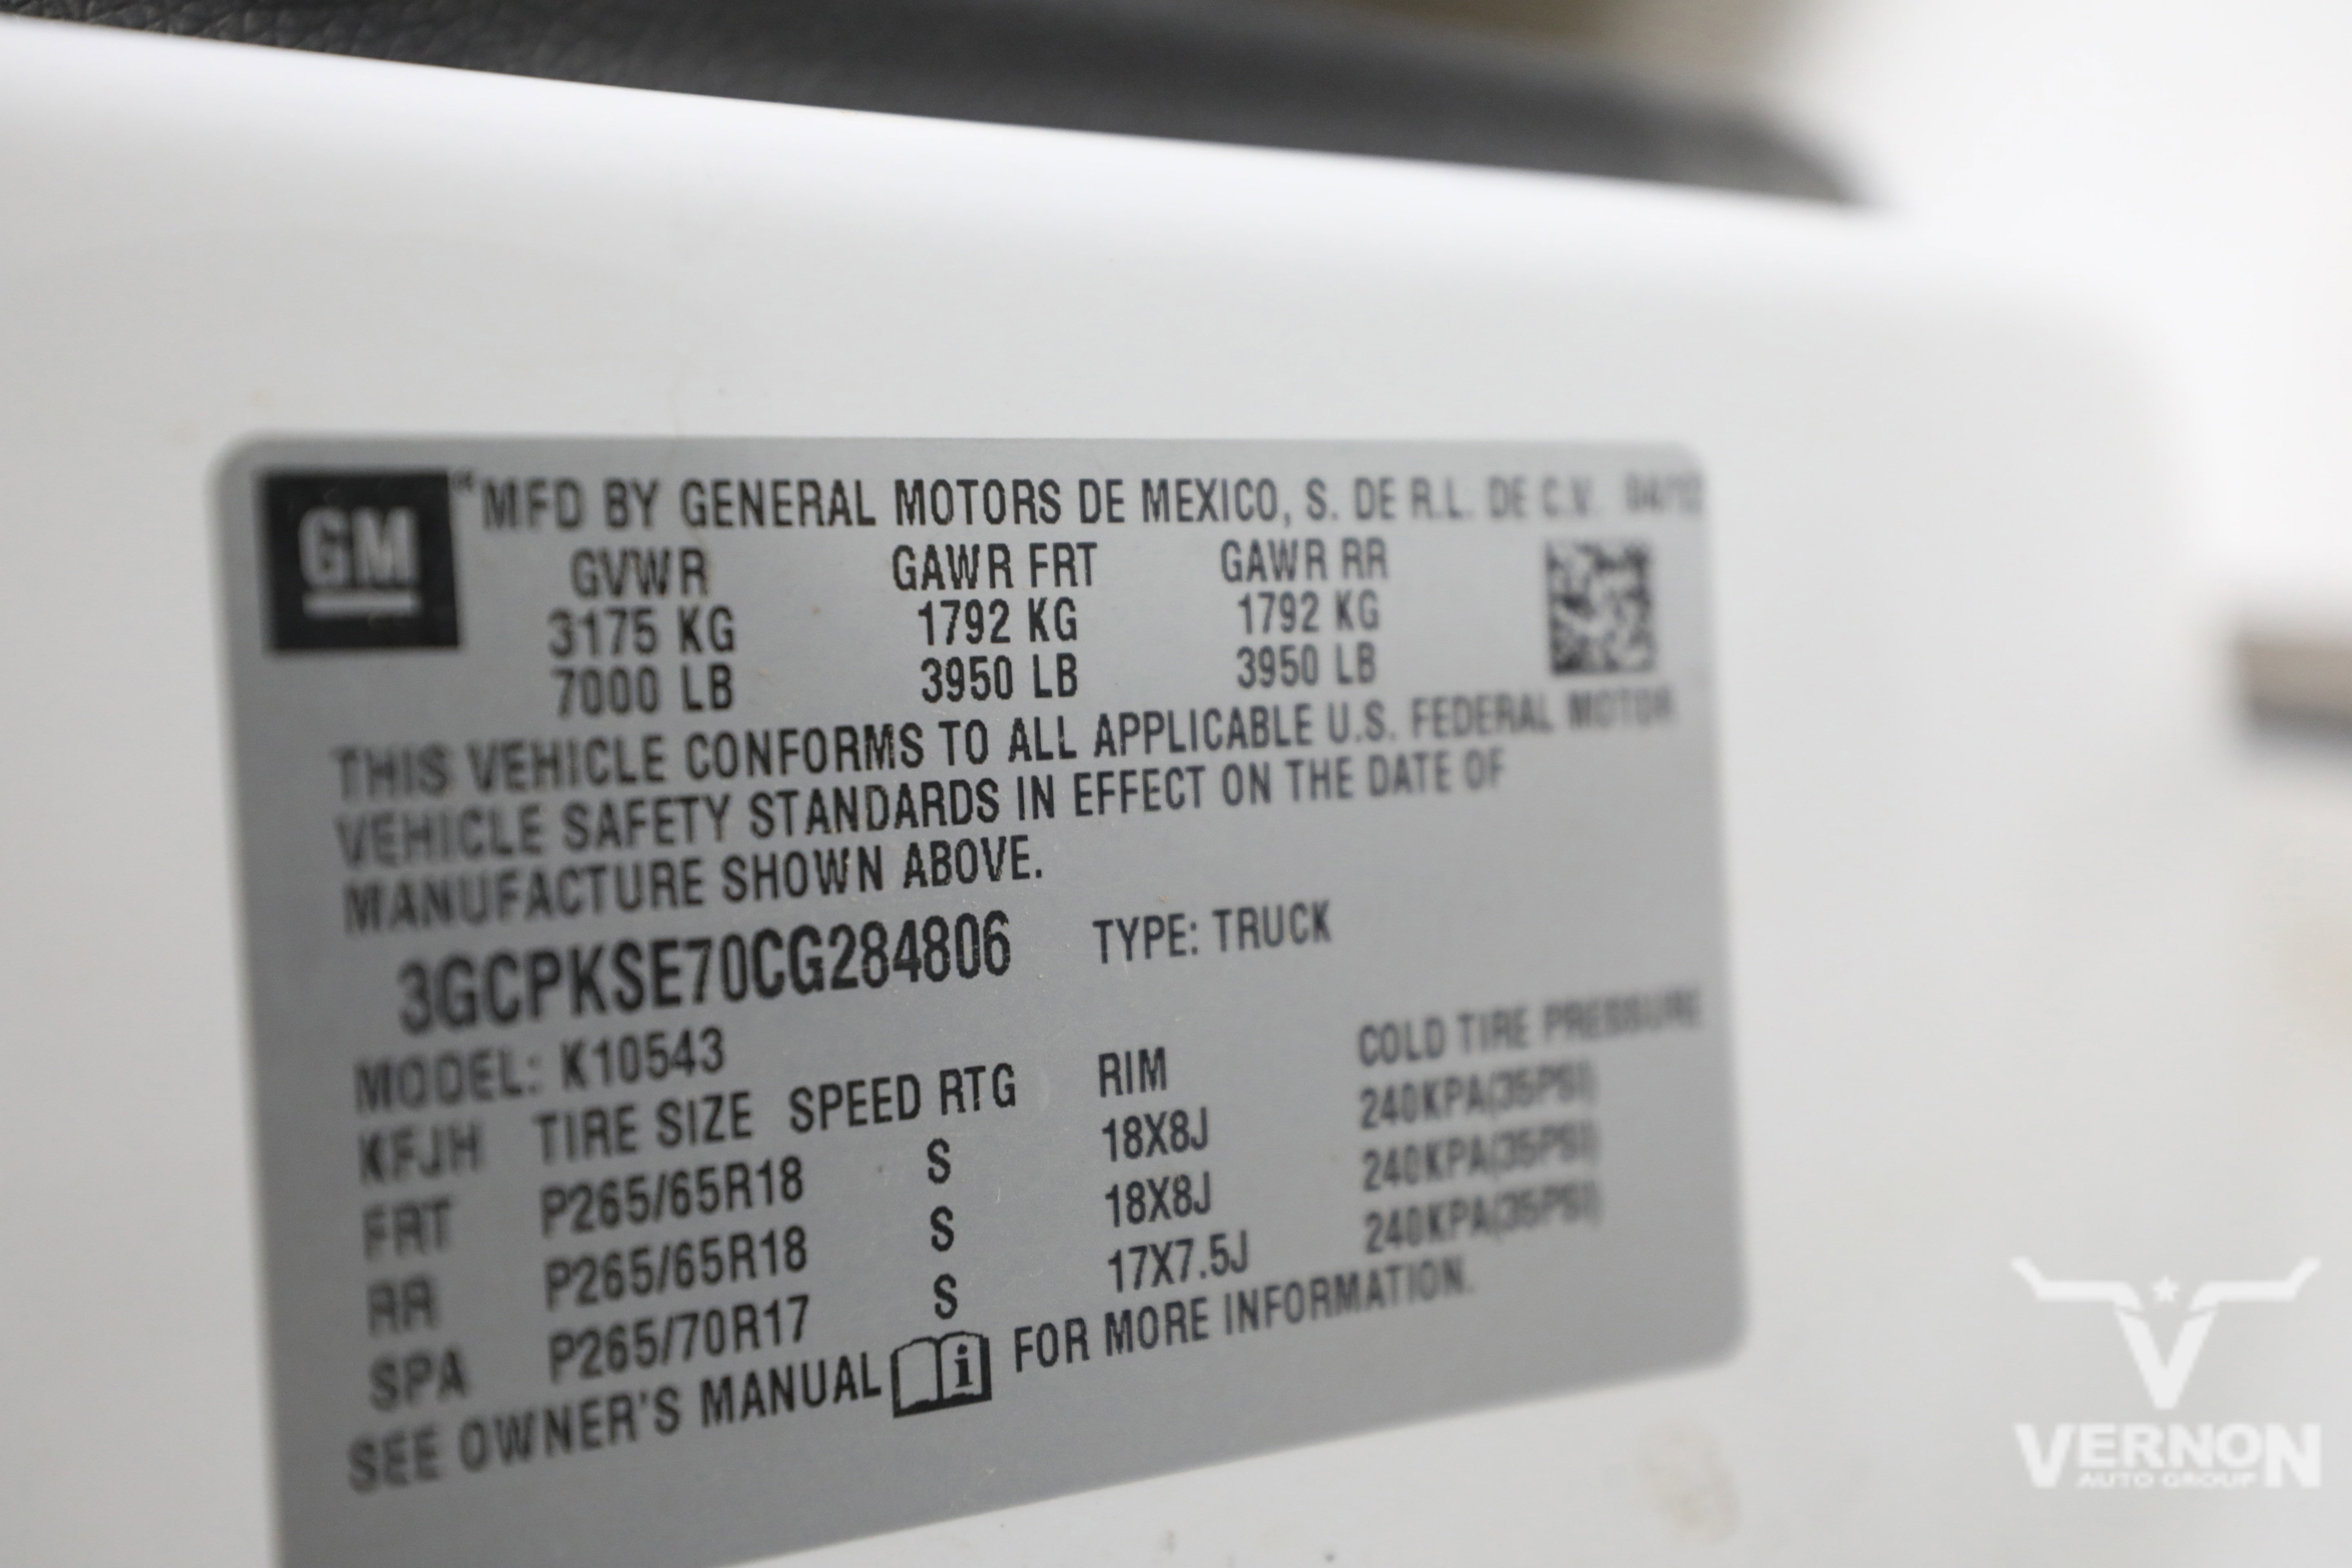 GM
MFD BY GENERAL MOTORS DE MEXICO, S. DE R.L. DE C.V. 04/12
GVWR GAWR FRT GAWR RR
3175 KG 1792 KG 1792 KG
7000 LB 3950 LB 3950 LB
THIS VEHICLE CONFORMS TO ALL APPLICABLE U.S. FEDERAL MOTOR
VEHICLE SAFETY STANDARDS IN EFFECT ON THE DATE OF
MANUFACTURE SHOWN ABOVE.
3GCPKSE70CG284806 TYPE: TRUCK
MODEL: K10543
KFJH TIRE SIZE SPEED RTG RIM COLD TIRE PRESSURE
FRT P265/65R18 S 18X8J 240KPA(35PSI)
RR P265/65R18 S 18X8J 240KPA(35PSI)
SPA P265/70R17 S 17X7.5J 240KPA(35PSI)
SEE OWNER'S MANUAL i FOR MORE INFORMATION.
VERNON
AUTO GROUP